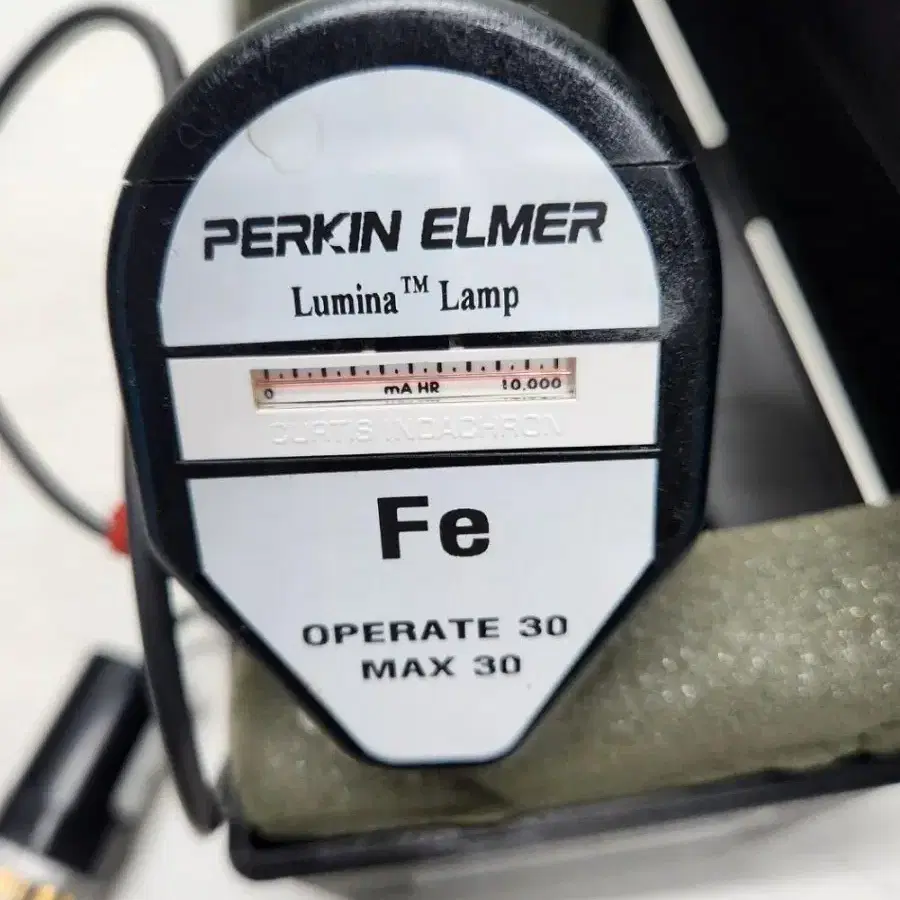 PERKIN ELMER
Lumina™ Lamp
0 mA HR 10,000
CURTIS INDACHRON
Fe
OPERATE 30
MAX 30